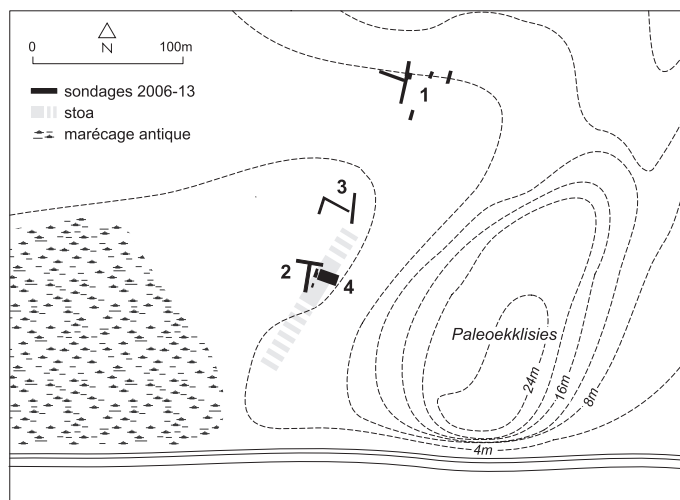 0 100m
N
sondages 2006-13
stoa
marécage antique
1
3
2
4
Paleoekklisies
24m
16m
8m
4m